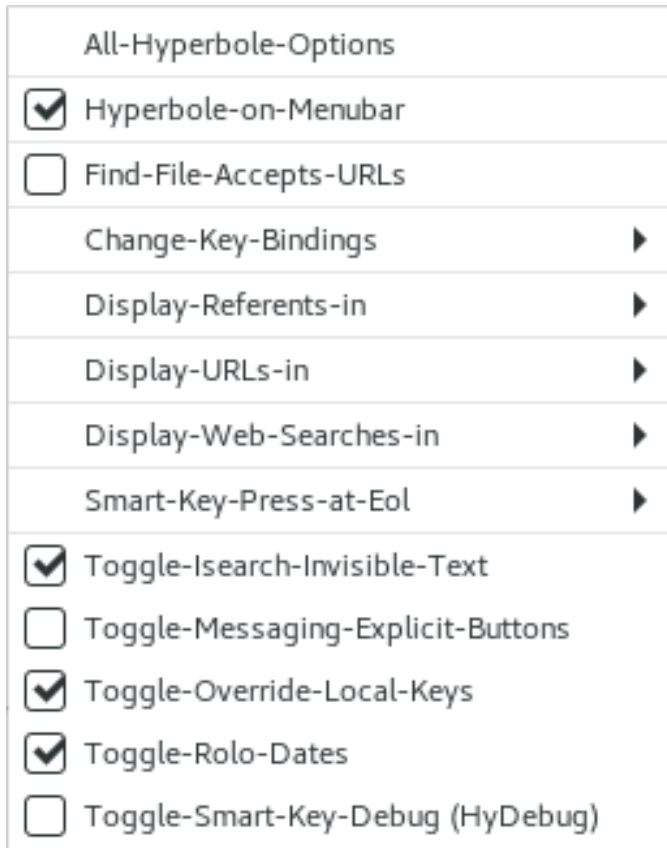 All-Hyperbole-Options
Hyperbole-on-Menubar
Find-File-Accepts-URLs
Change-Key-Bindings
Display-Referents-in
Display-URLs-in
Display-Web-Searches-in
Smart-Key-Press-at-Eol
Toggle-Isearch-Invisible-Text
Toggle-Messaging-Explicit-Buttons
Toggle-Override-Local-Keys
Toggle-Rolo-Dates
Toggle-Smart-Key-Debug (HyDebug)